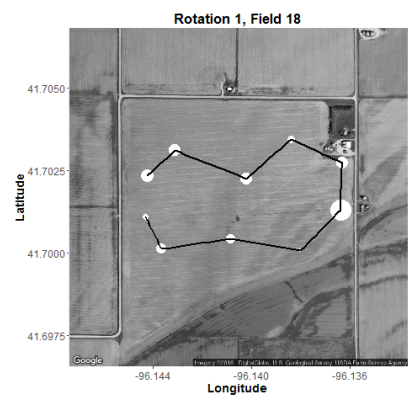 Rotation 1, Field 18
Latitude
41.7050
41.7025
41.7000
41.6975
Google
Imagery ©2016 , DigitalGlobe, U.S. Geological Survey, USDA Farm Service Agency
-96.144
-96.140
-96.136
Longitude